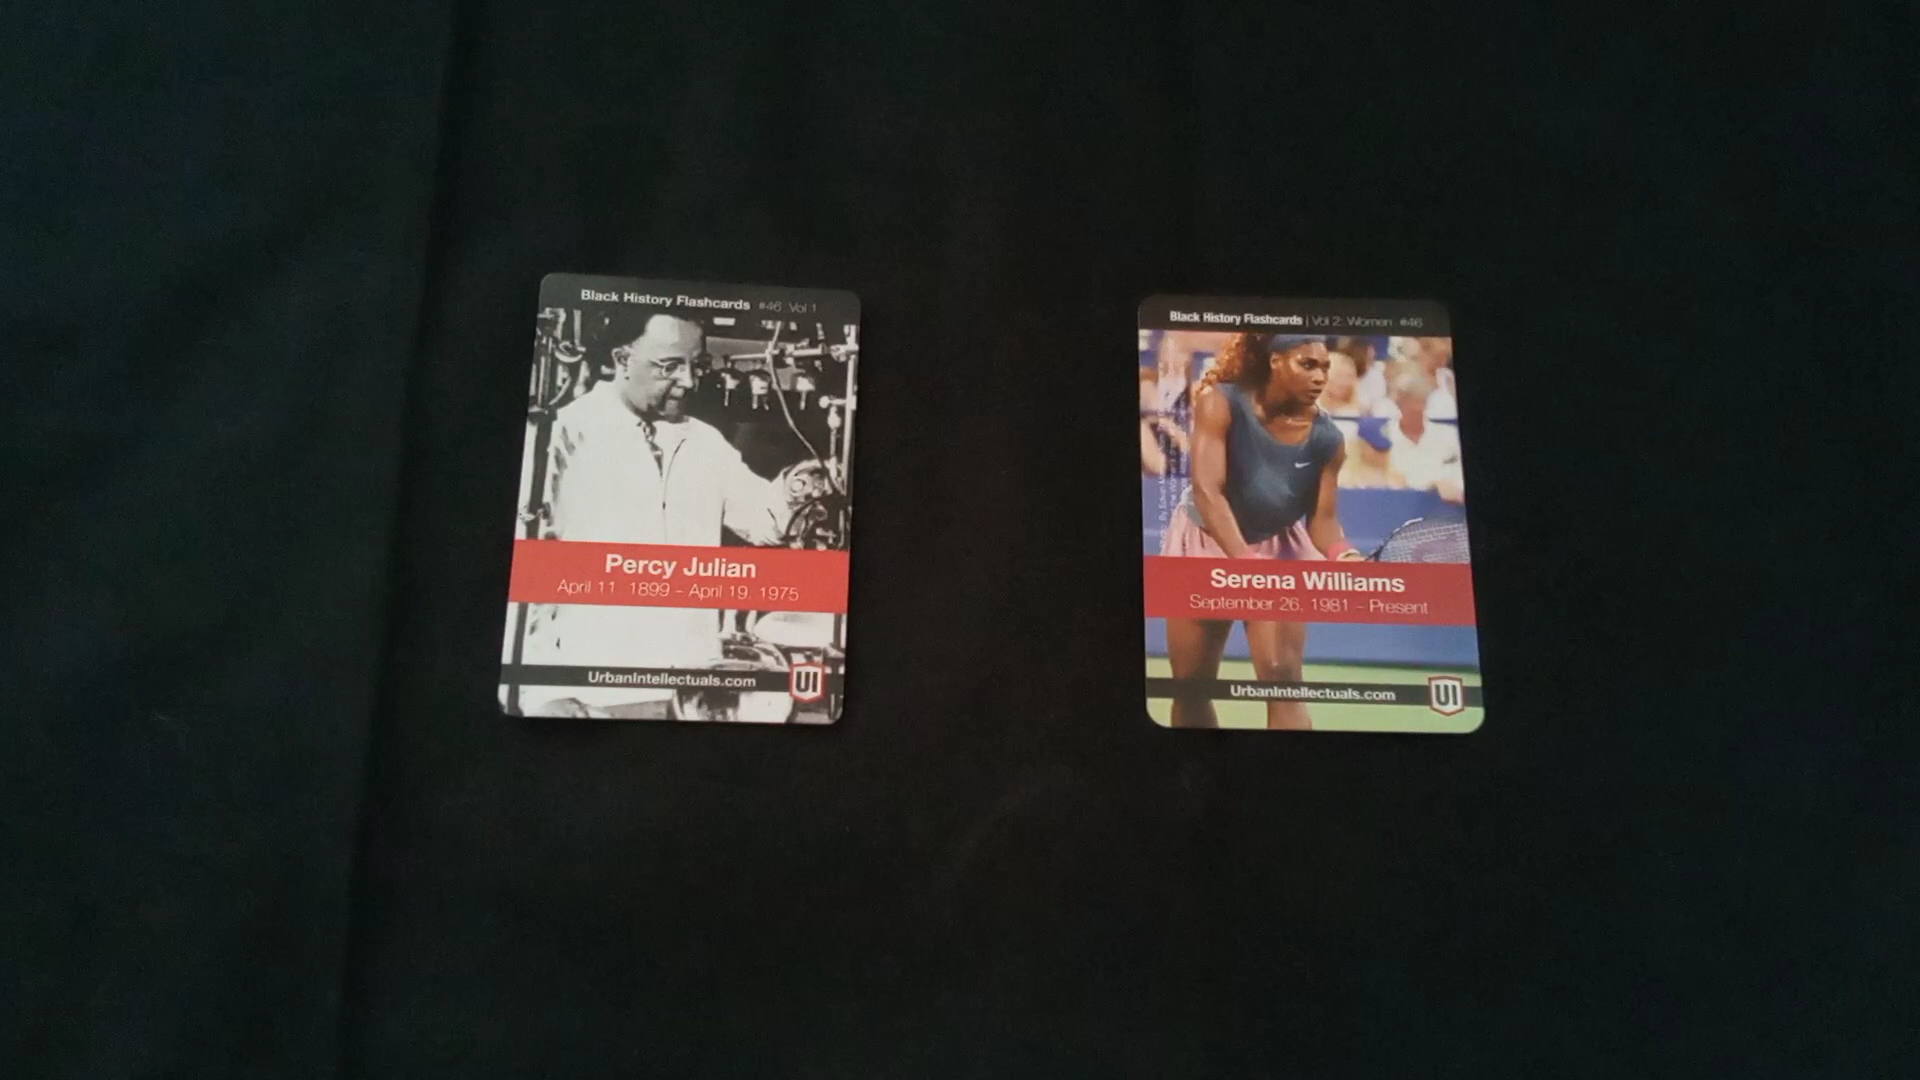 Black History Flashcards #46: Vol 1
Percy Julian
April 11, 1899 - April 19, 1975
UrbanIntellectuals.com
UI
Black History Flashcards | Vol 2: Women #46
Serena Williams
September 26, 1981 - Present
UrbanIntellectuals.com
UI